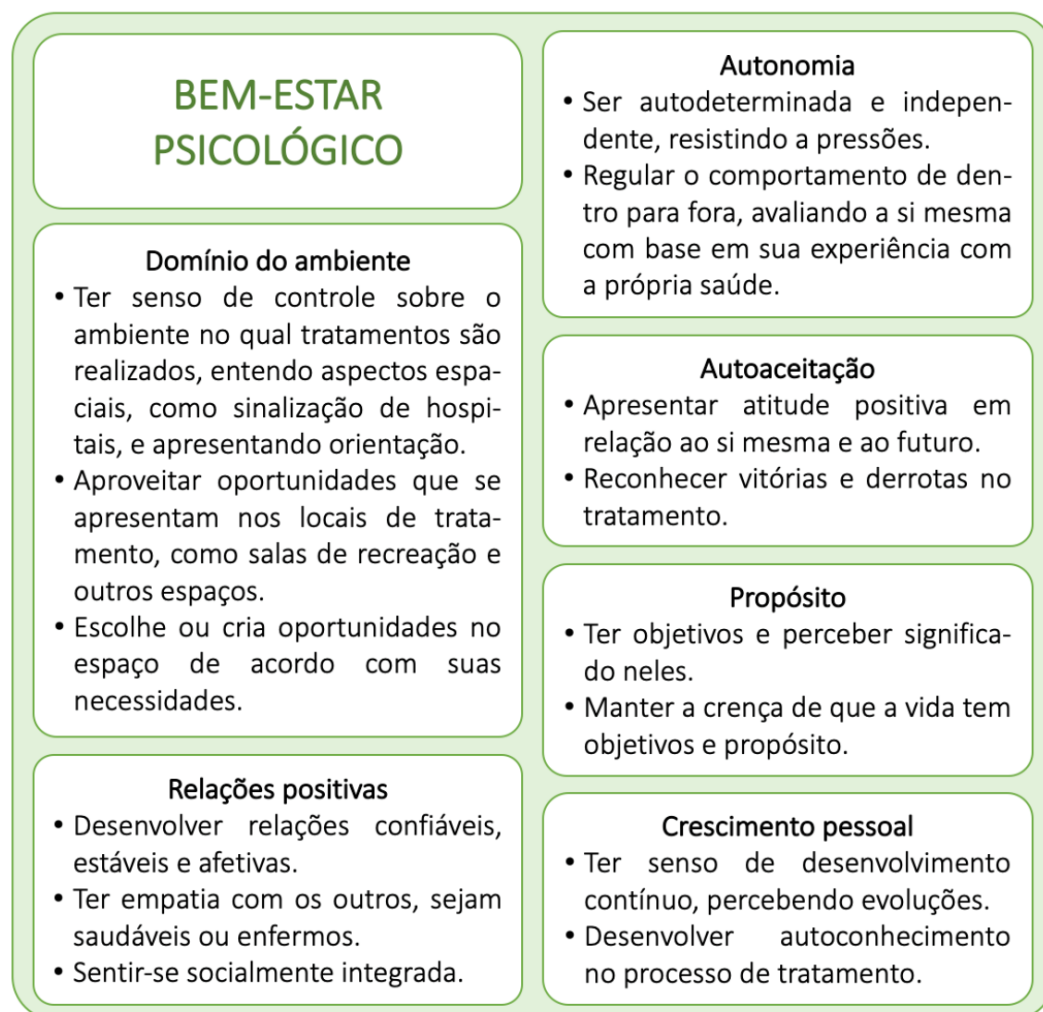 BEM-ESTAR
PSICOLÓGICO
Domínio do ambiente
• Ter senso de controle sobre o
ambiente no qual tratamentos são
realizados, entendo aspectos espa-
ciais, como sinalização de hospi-
tais, e apresentando orientação.
• Aproveitar oportunidades que se
apresentam nos locais de trata-
mento, como salas de recreação e
outros espaços.
• Escolhe ou cria oportunidades no
espaço de acordo com suas
necessidades.
Relações positivas
• Desenvolver relações confiáveis,
estáveis e afetivas.
• Ter empatia com os outros, sejam
saudáveis ou enfermos.
• Sentir-se socialmente integrada.
Autonomia
• Ser autodeterminada e indepen-
dente, resistindo a pressões.
• Regular o comportamento de den-
tro para fora, avaliando a si mesma
com base em sua experiência com
a própria saúde.
Autoaceitação
• Apresentar atitude positiva em
relação ao si mesma e ao futuro.
• Reconhecer vitórias e derrotas no
tratamento.
Propósito
• Ter objetivos e perceber significa-
do neles.
• Manter a crença de que a vida tem
objetivos e propósito.
Crescimento pessoal
• Ter senso de desenvolvimento
contínuo, percebendo evoluções.
• Desenvolver autoconhecimento
no processo de tratamento.